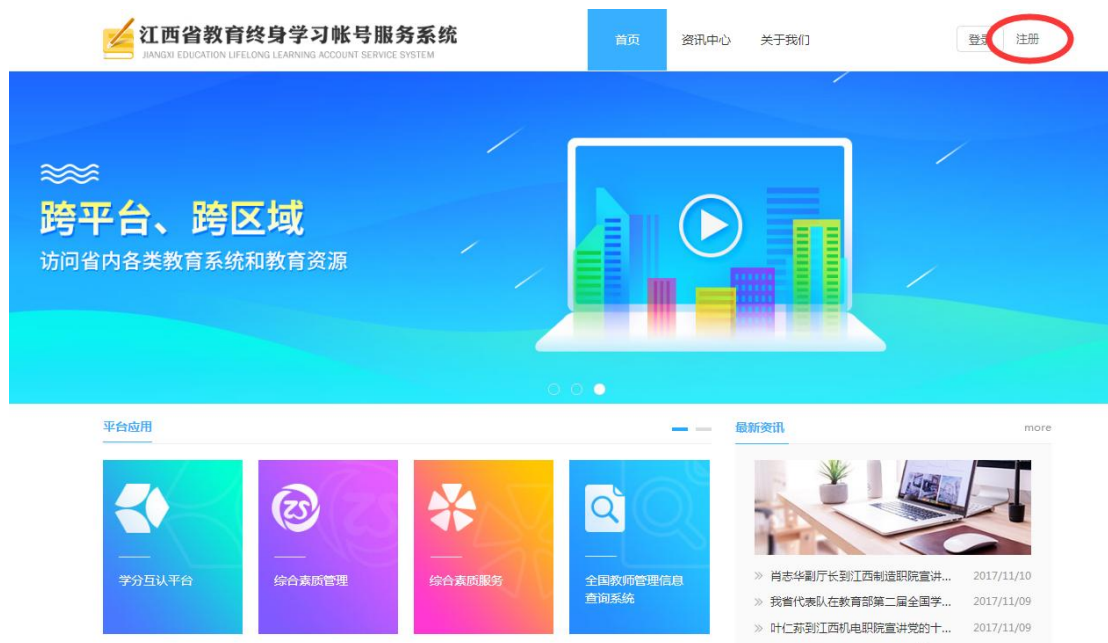 江西省教育终身学习帐号服务系统
JIANGXI EDUCATION LIFELONG LEARNING ACCOUNT SERVICE SYSTEM
首页 资讯中心 关于我们
登录 注册
跨平台、跨区域
访问省内各类教育系统和教育资源
平台应用
学分互认平台
综合素质管理
综合素质服务
全国教师管理信息
查询系统
最新资讯 more
肖志华副厅长到江西制造职院宣讲... 2017/11/10
我省代表队在教育部第二届全国学... 2017/11/09
叶仁荪到江西机电职院宣讲党的十... 2017/11/09